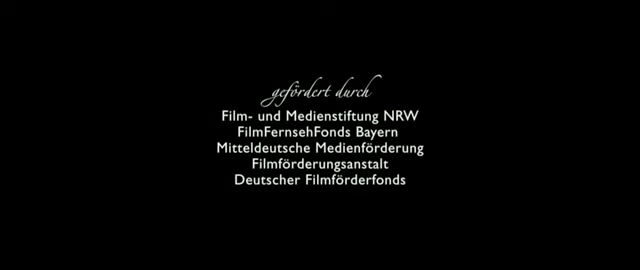 gefördert durch
Film- und Medienstiftung NRW
FilmFernsehFonds Bayern
Mitteldeutsche Medienförderung
Filmförderungsanstalt
Deutscher Filmförderfonds